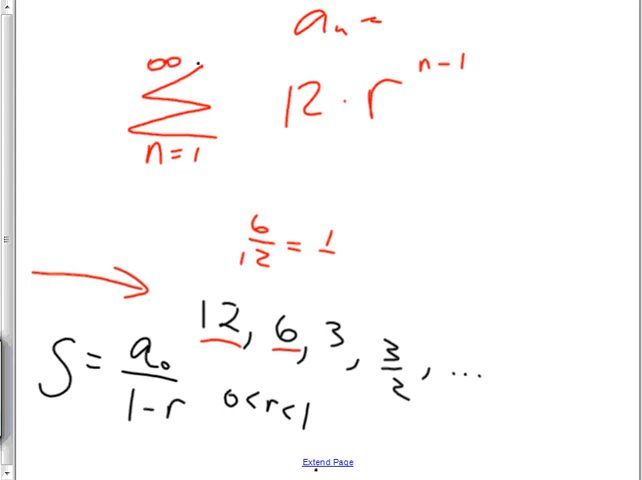 aₙ =
∞
∑ 12 · r^(n-1)
n = 1
6/12 = 1
12, 6, 3, 3/2, ...
S = a₀/(1-r) 0<r<1
Extend Page